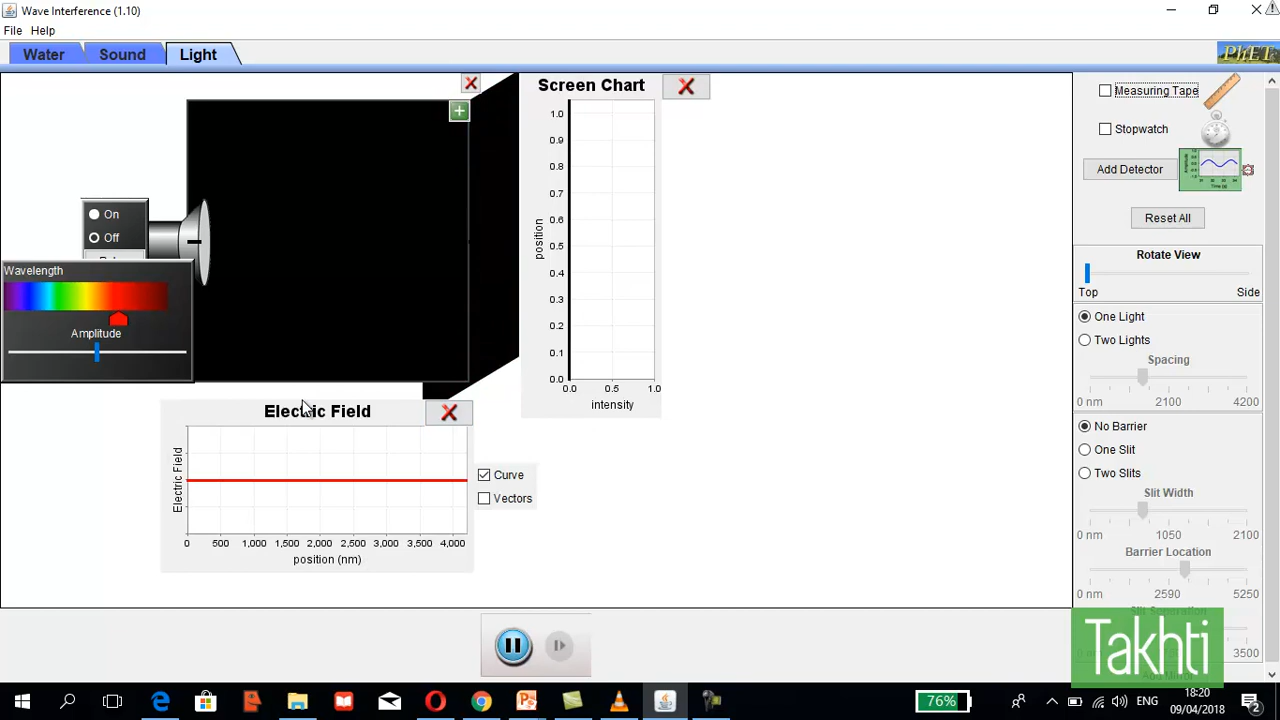 Wave Interference (1.10)
File Help
Water Sound Light
PhET
Screen Chart
1.0
0.9
0.8
0.7
0.6
0.5
0.4
0.3
0.2
0.1
0.0
position
0.0 0.5 1.0
intensity
On
Off
Wavelength
Amplitude
Electric Field
Electric Field
0 500 1,000 1,500 2,000 2,500 3,000 3,500 4,000
position (nm)
Curve
Vectors
Measuring Tape
Stopwatch
Add Detector
Reset All
Rotate View
Top Side
One Light
Two Lights
Spacing
0 nm 2100 4200
No Barrier
One Slit
Two Slits
Slit Width
0 nm 1050 2100
Barrier Location
0 nm 2590 5250
Takhti
3500
76%
ENG
18:20
09/04/2018
2